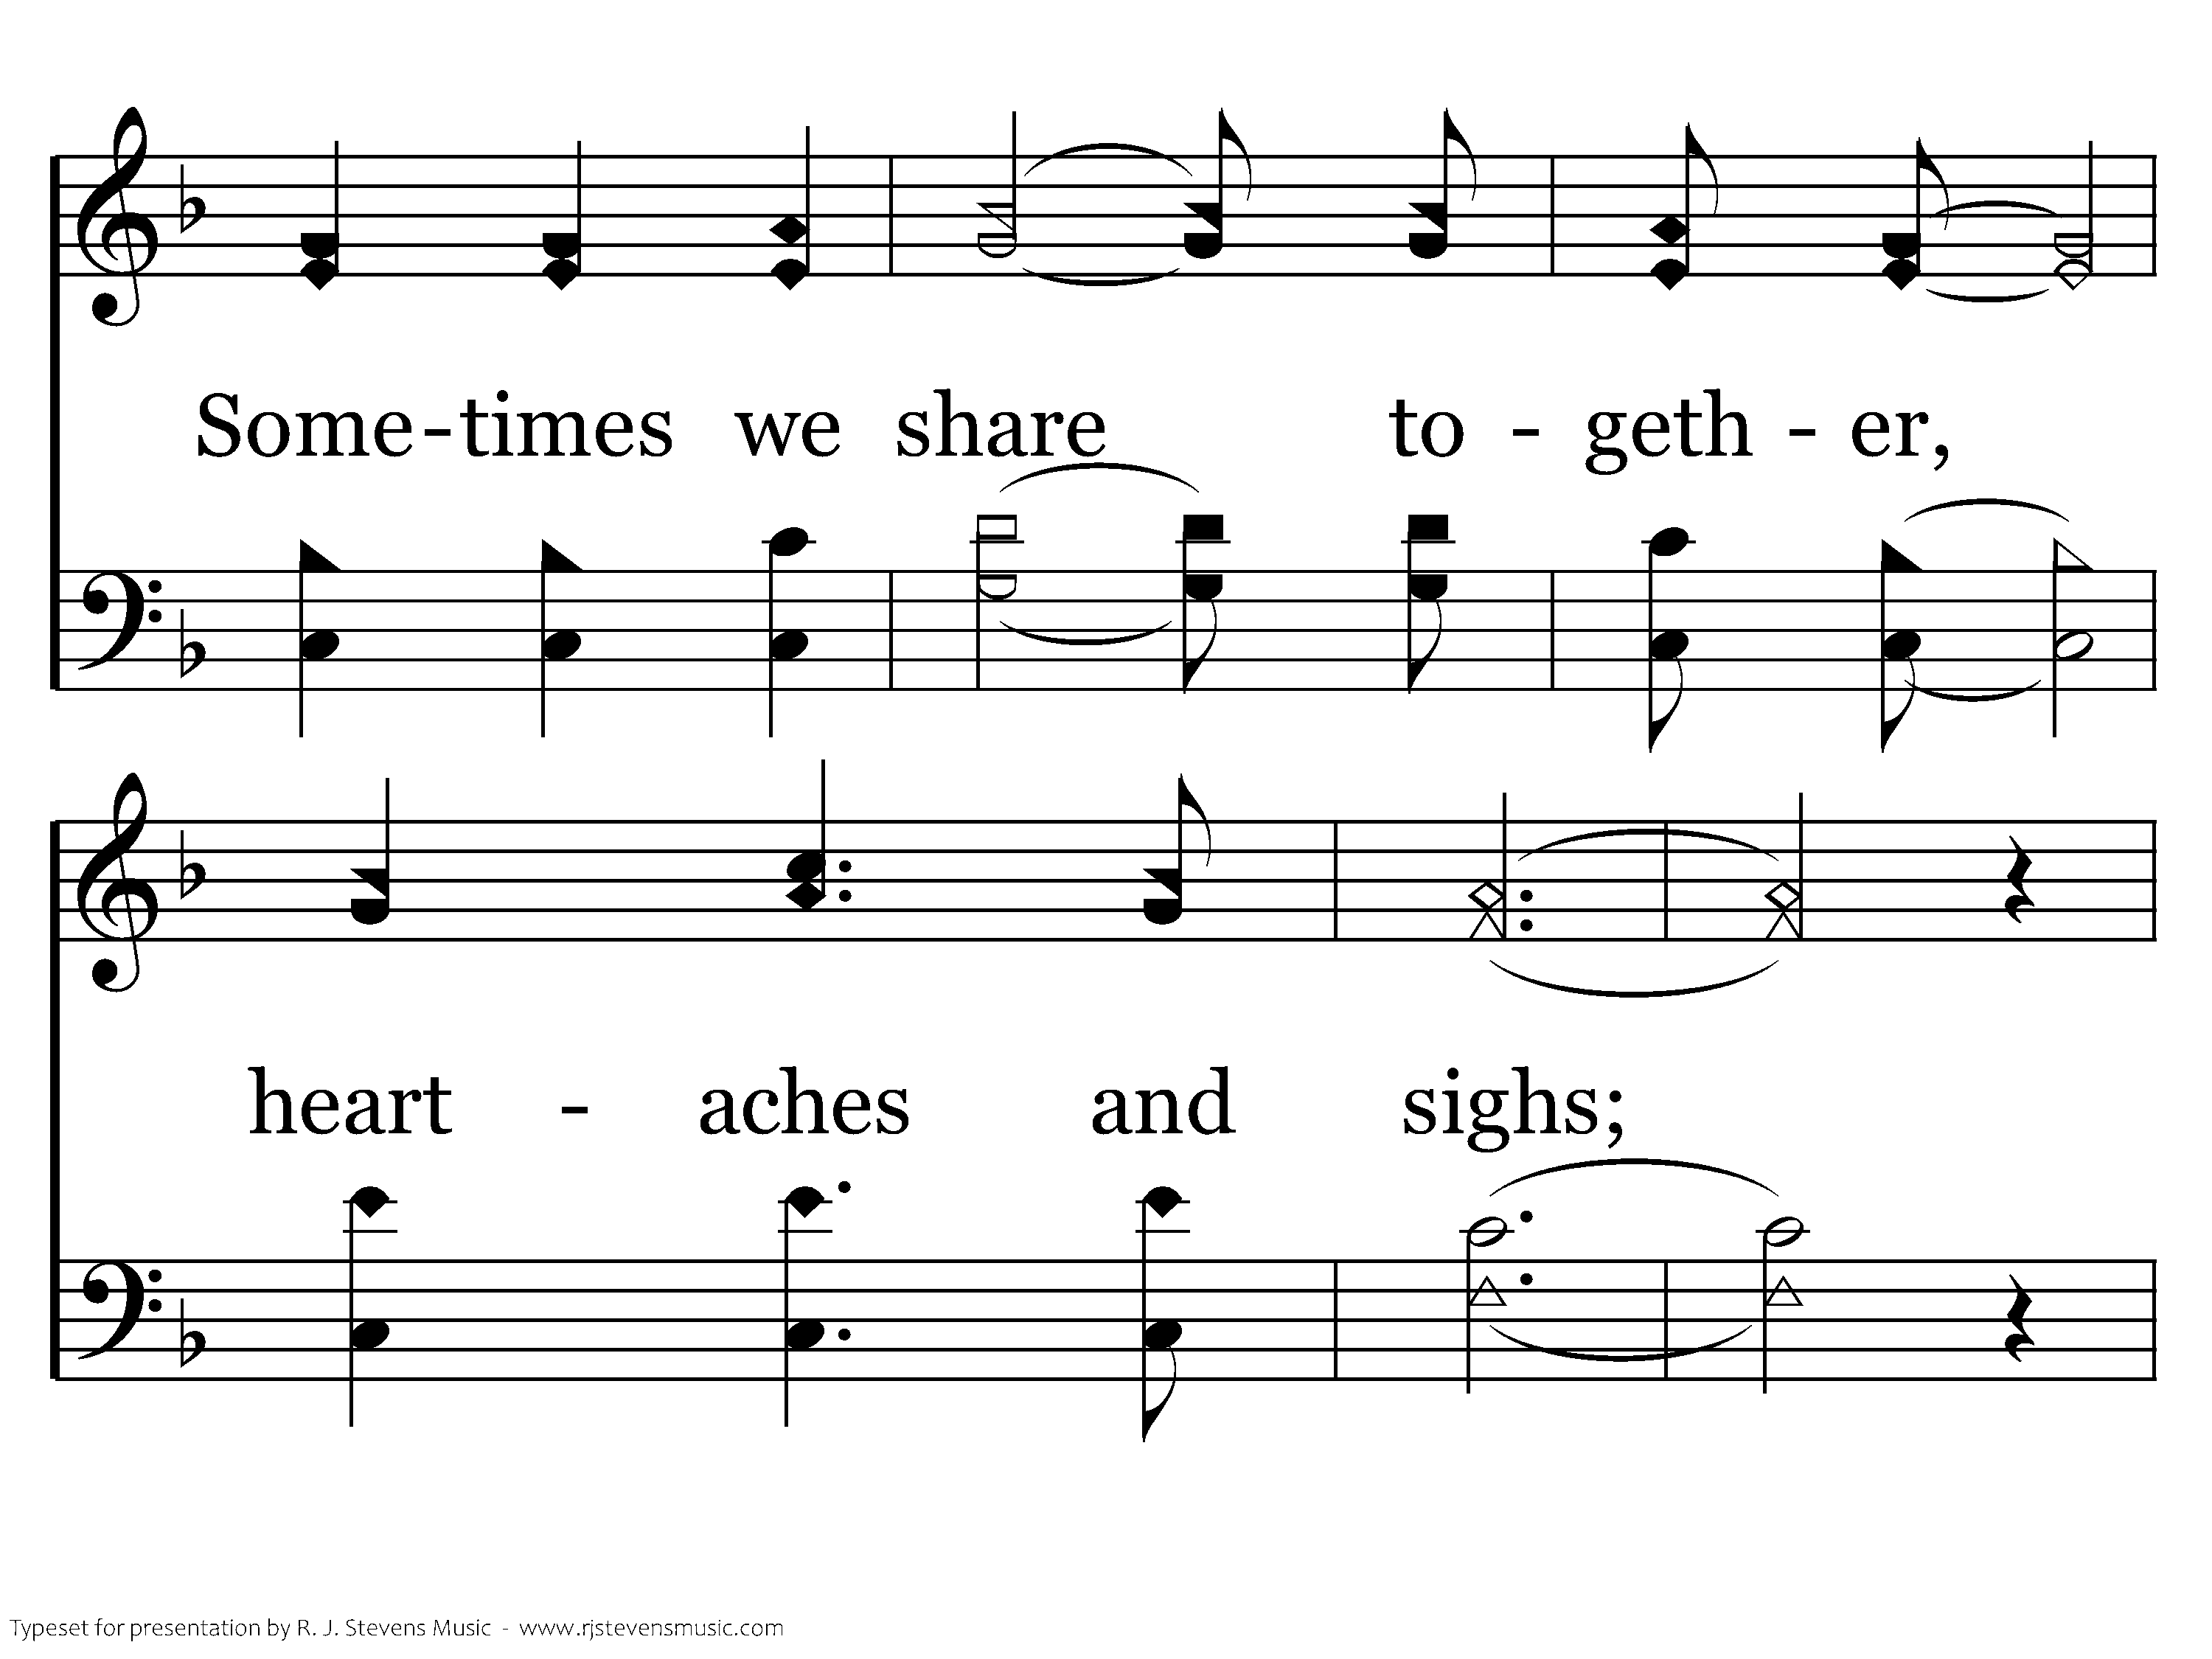 Some-times we share to - geth - er,
heart - aches and sighs;
Typeset for presentation by R. J. Stevens Music - www.rjstevensmusic.com